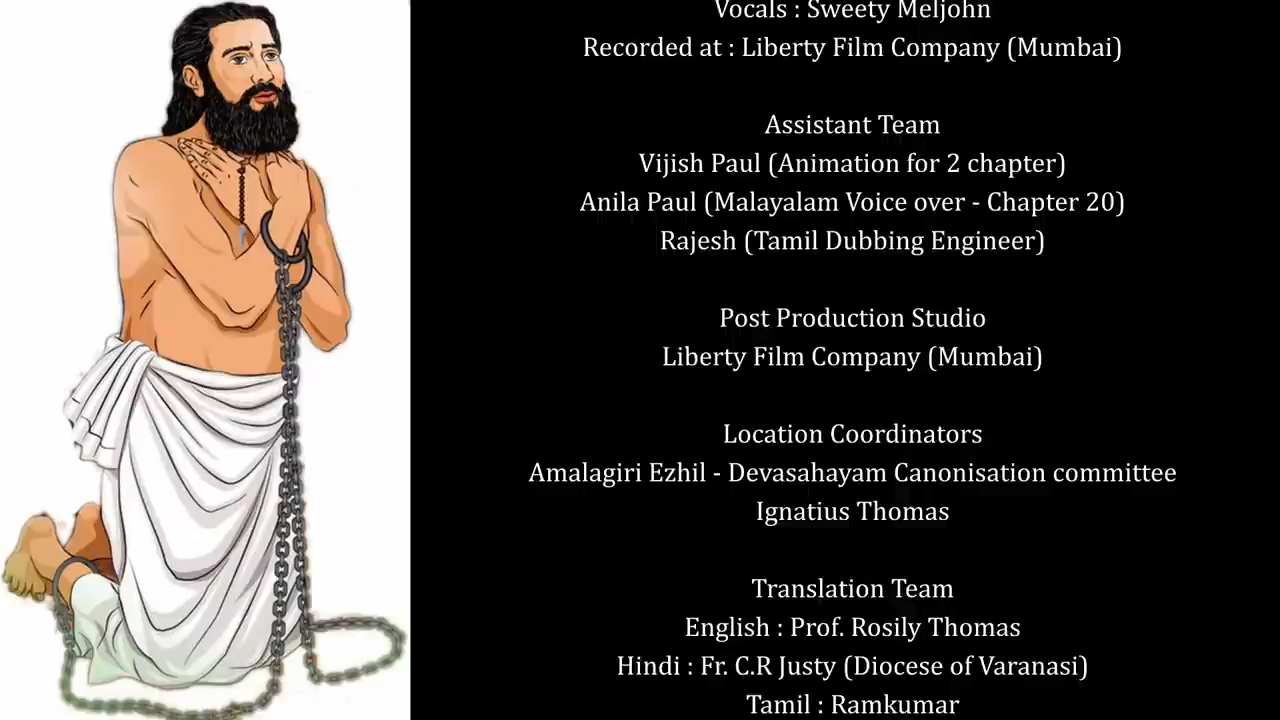 Vocals : Sweety Meljohn
Recorded at : Liberty Film Company (Mumbai)
Assistant Team
Vijish Paul (Animation for 2 chapter)
Anila Paul (Malayalam Voice over - Chapter 20)
Rajesh (Tamil Dubbing Engineer)
Post Production Studio
Liberty Film Company (Mumbai)
Location Coordinators
Amalagiri Ezhil - Devasahayam Canonisation committee
Ignatius Thomas
Translation Team
English : Prof. Rosily Thomas
Hindi : Fr. C.R Justy (Diocese of Varanasi)
Tamil : Ramkumar